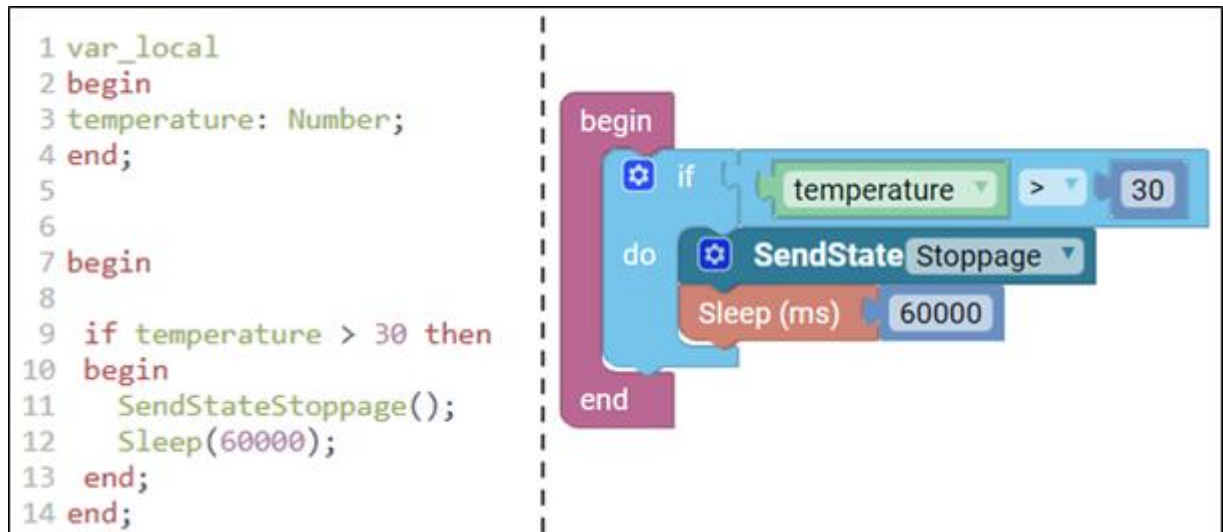 1 var_local
2 begin
3 temperature: Number;
4 end;
5
6
7 begin
8
9 if temperature > 30 then
10 begin
11 SendStateStoppage();
12 Sleep(60000);
13 end;
14 end;
begin
if temperature > 30
do SendState Stoppage
Sleep (ms) 60000
end